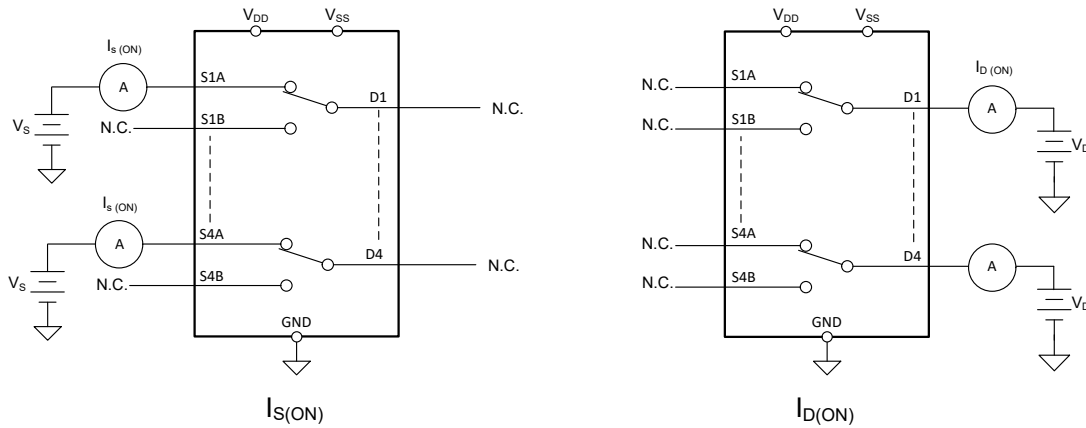 VDD VSS
Is (ON)
A
S1A
D1
N.C.
VS
N.C.
S1B
Is (ON)
A
S4A
D4
N.C.
VS
N.C.
S4B
GND
IS(ON)
VDD VSS
N.C.
S1A
ID (ON)
D1
A
N.C.
S1B
VD
N.C.
S4A
D4
A
N.C.
S4B
VD
GND
ID(ON)